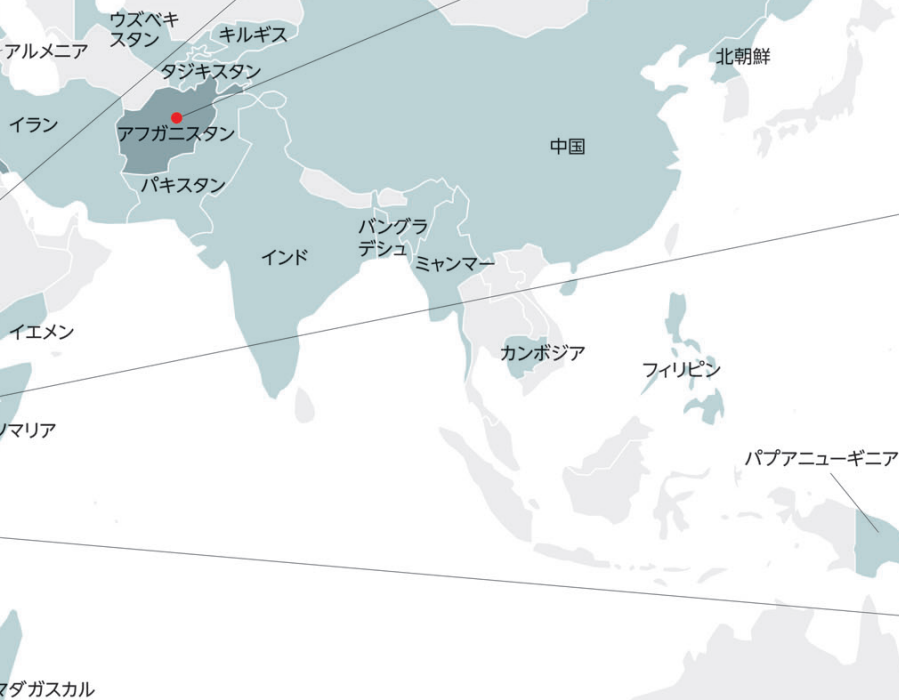 ウズベキ
スタン
キルギス
アルメニア
タジキスタン
北朝鮮
イラン
アフガニスタン
中国
パキスタン
バングラ
デシュ
インド
ミャンマー
イエメン
カンボジア
フィリピン
ソマリア
パプアニューギニア
マダガスカル